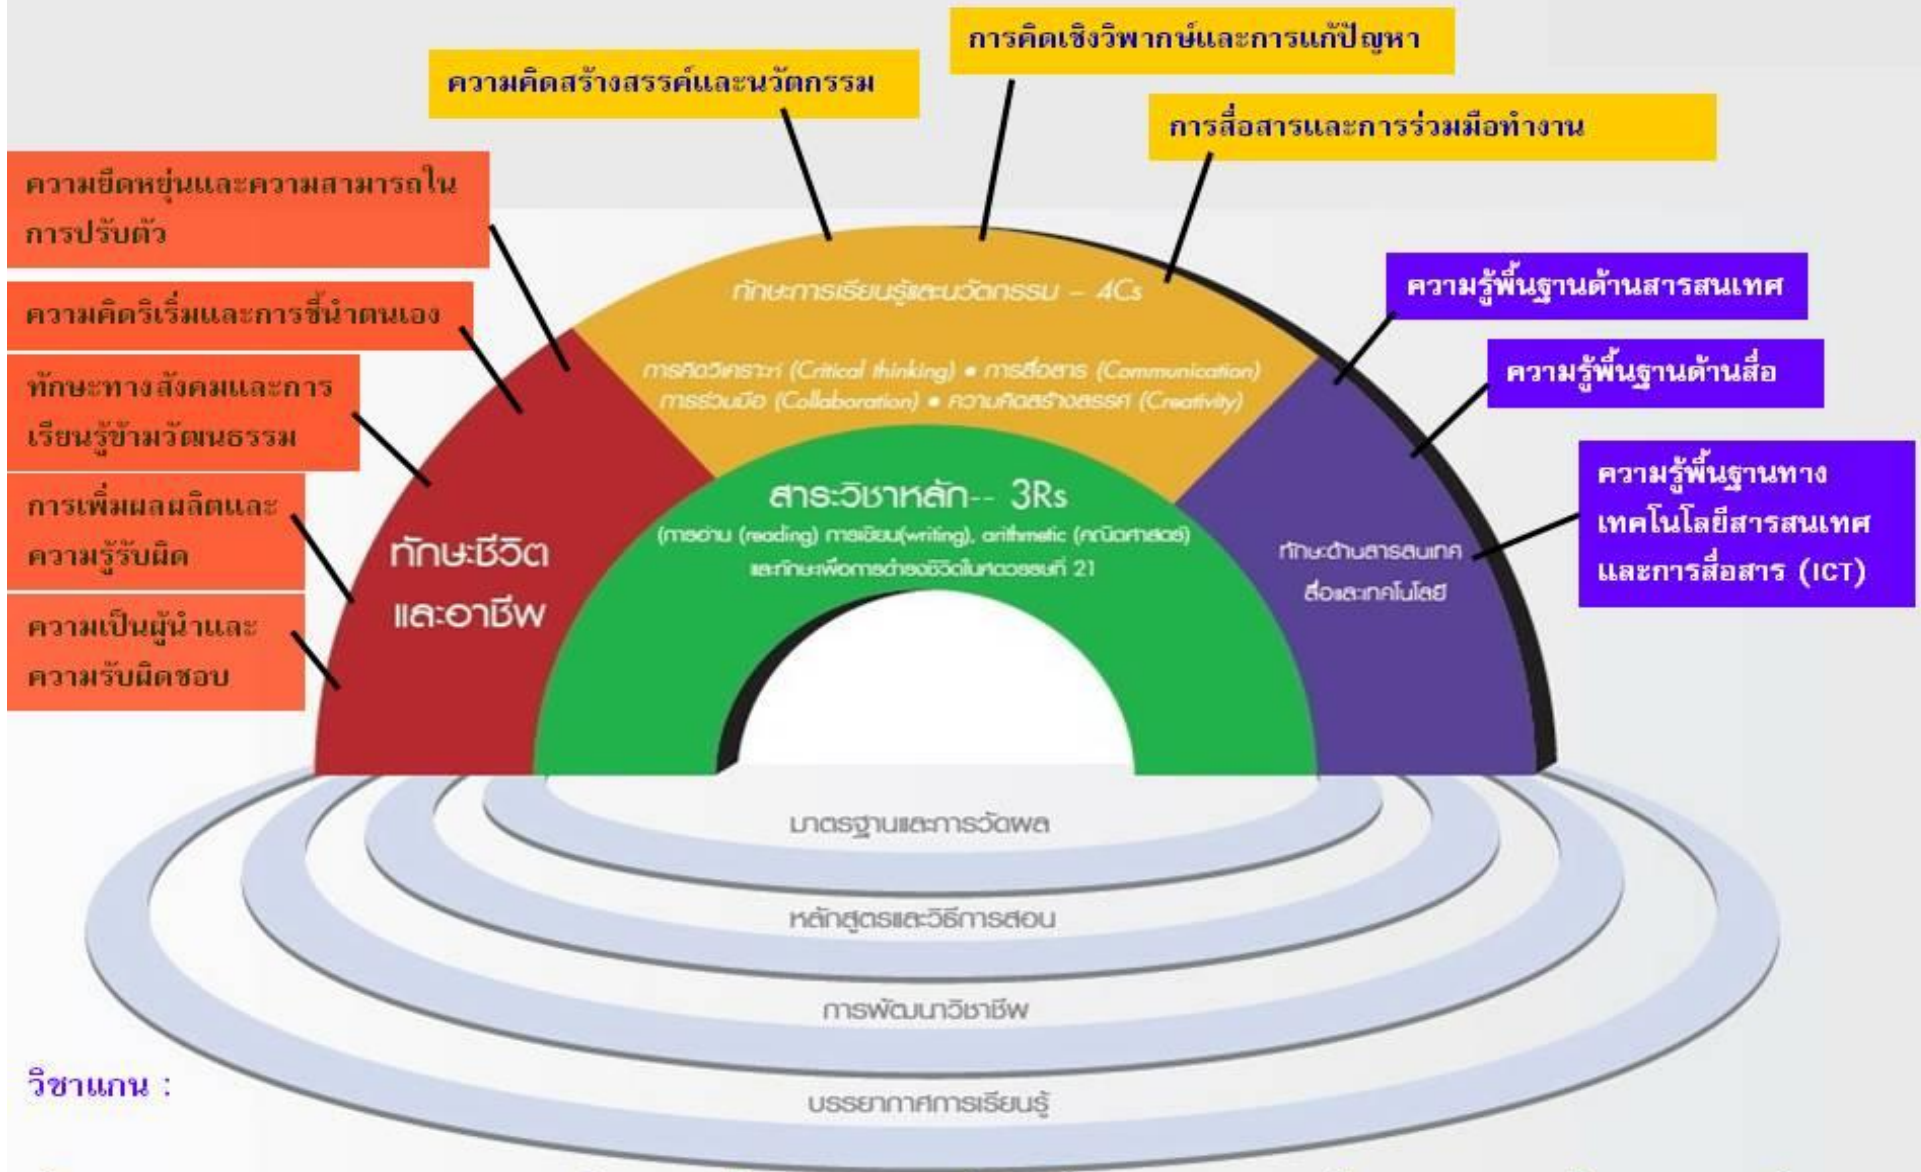 การคิดเชิงวิพากษ์และการแก้ปัญหา
ความคิดสร้างสรรค์และนวัตกรรม
การสื่อสารและการร่วมมือทำงาน
ความยืดหยุ่นและความสามารถใน
การปรับตัว
ความคิดริเริ่มและการชี้นำตนเอง
ทักษะทางสังคมและการ
เรียนรู้ข้ามวัฒนธรรม
การเพิ่มผลผลิตและ
ความรู้รับผิด
ความเป็นผู้นำและ
ความรับผิดชอบ
ความรู้พื้นฐานด้านสารสนเทศ
ความรู้พื้นฐานด้านสื่อ
ความรู้พื้นฐานทาง
เทคโนโลยีสารสนเทศ
และการสื่อสาร (ICT)
ทักษะการเรียนรู้และนวัตกรรม – 4Cs
การคิดวิเคราะห์ (Critical thinking) • การสื่อสาร (Communication)
การร่วมมือ (Collaboration) • ความคิดสร้างสรรค์ (Creativity)
สาระวิชาหลัก-- 3Rs
(การอ่าน (reading) การเขียน(writing), arithmetic (คณิตศาสตร์)
และทักษะเพื่อการดำรงชีวิตในศตวรรษที่ 21
ทักษะชีวิต
และอาชีพ
ทักษะด้านสารสนเทศ
สื่อและเทคโนโลยี
มาตรฐานและการวัดผล
หลักสูตรและวิธีการสอน
การพัฒนาวิชาชีพ
บรรยากาศการเรียนรู้
วิชาแกน :